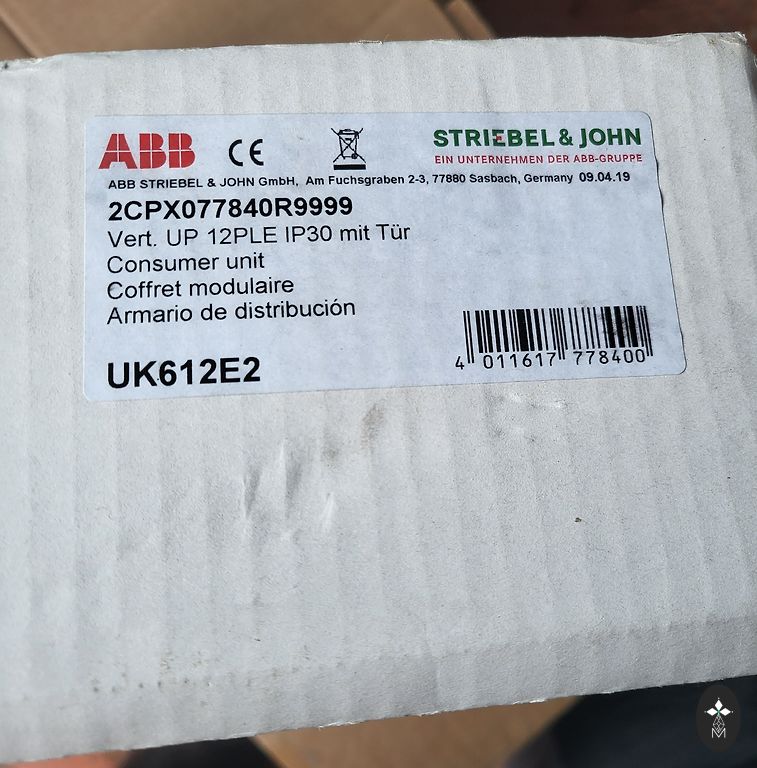 ABB CE STRIEBEL & JOHN
EIN UNTERNEHMEN DER ABB-GRUPPE
ABB STRIEBEL & JOHN GmbH, Am Fuchsgraben 2-3, 77880 Sasbach, Germany 09.04.19
2CPX077840R9999
Vert. UP 12PLE IP30 mit Tür
Consumer unit
Coffret modulaire
Armario de distribución
UK612E2
4 011617 778400
M